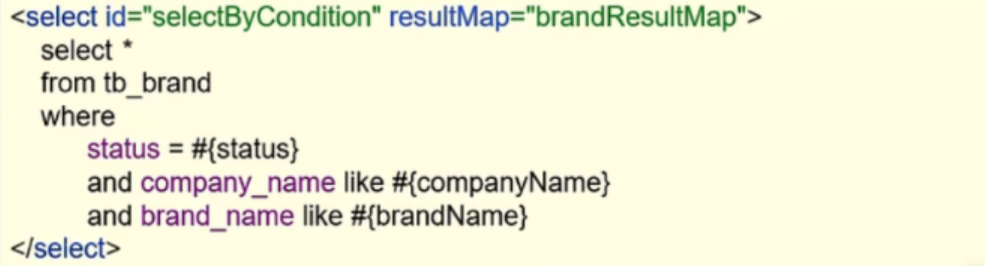 <select id="selectByCondition" resultMap="brandResultMap">
select *
from tb_brand
where
status = #{status}
and company_name like #{companyName}
and brand_name like #{brandName}
</select>